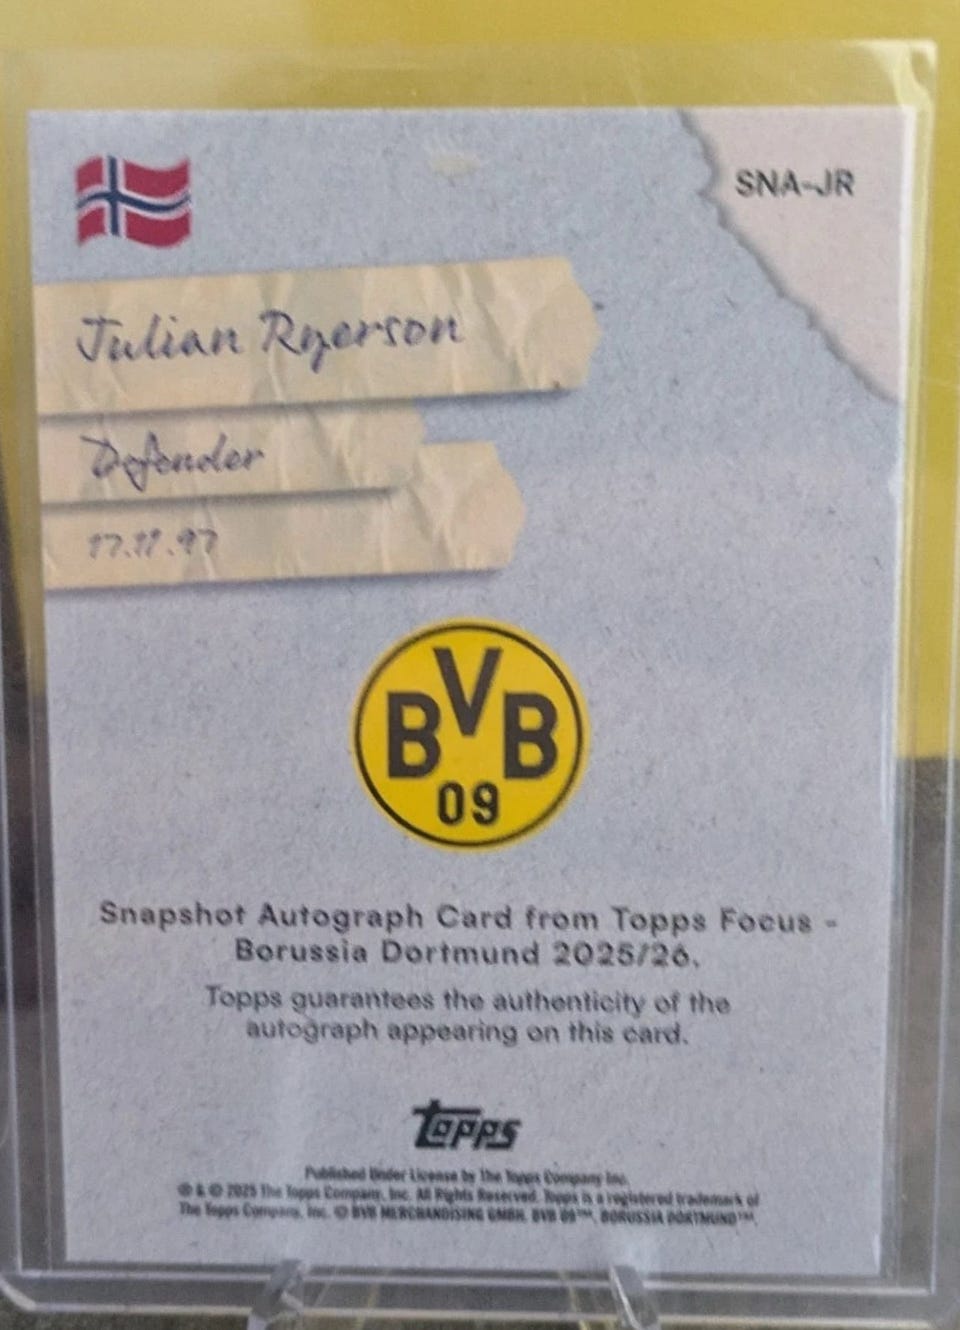 SNA-JR
Julian Ryerson
Defender
17.11.97
BVB
09
Snapshot Autograph Card from Topps Focus -
Borussia Dortmund 2025/26.
Topps guarantees the authenticity of the
autograph appearing on this card.
topps
Published Under License by The Topps Company Inc.
® & © 2025 The Topps Company, Inc. All Rights Reserved. Topps is a registered trademark of
The Topps Company, Inc. © BVB MERCHANDISING GMBH. BVB 09™, BORUSSIA DORTMUND™.